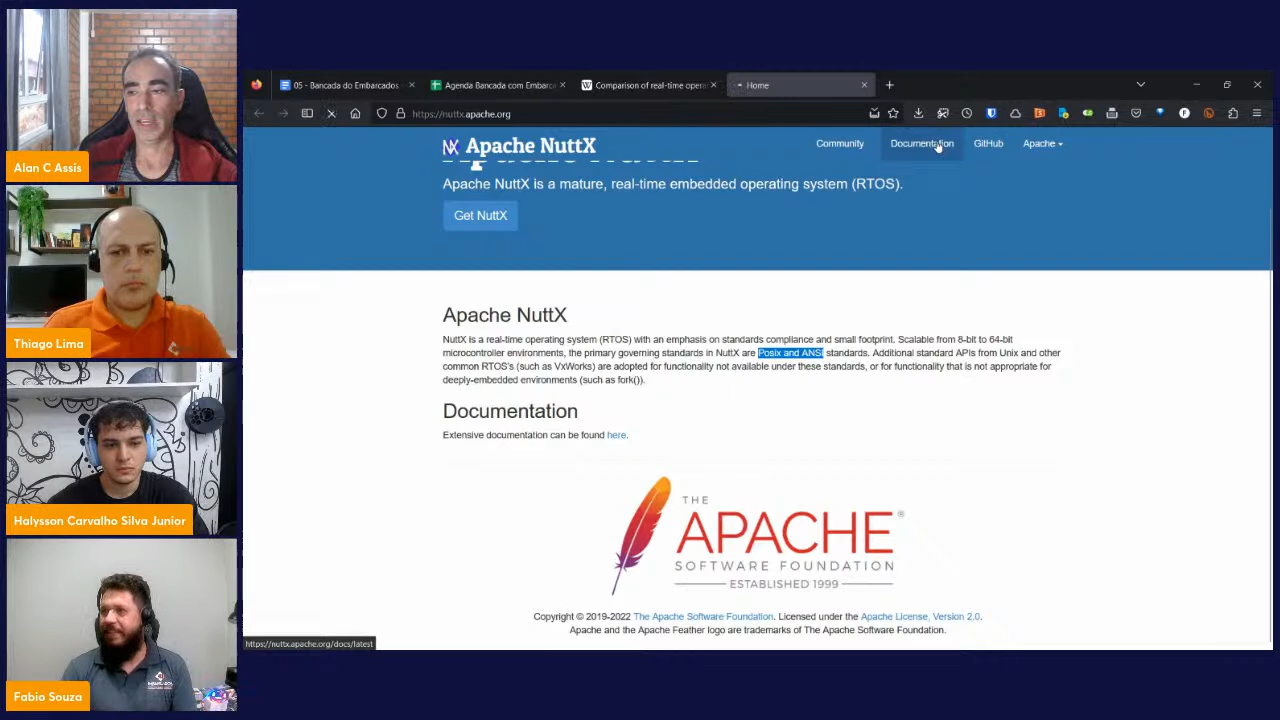 Alan C Assis
Thiago Lima
Halysson Carvalho Silva Junior
Fabio Souza
05 - Bancada do Embarcados
Agenda Bancada com Embarc
Comparison of real-time opera
Home
https://nuttx.apache.org
Apache NuttX
Community
Documentation
GitHub
Apache
Apache NuttX
Apache NuttX is a mature, real-time embedded operating system (RTOS).
Get NuttX
Apache NuttX
NuttX is a real-time operating system (RTOS) with an emphasis on standards compliance and small footprint. Scalable from 8-bit to 64-bit
microcontroller environments, the primary governing standards in NuttX are Posix and ANSI standards. Additional standard APIs from Unix and other
common RTOS's (such as VxWorks) are adopted for functionality not available under these standards, or for functionality that is not appropriate for
deeply-embedded environments (such as fork()).
Documentation
Extensive documentation can be found here.
THE
APACHE®
SOFTWARE FOUNDATION
ESTABLISHED 1999
Copyright © 2019-2022 The Apache Software Foundation. Licensed under the Apache License, Version 2.0.
Apache and the Apache Feather logo are trademarks of The Apache Software Foundation.
https://nuttx.apache.org/docs/latest